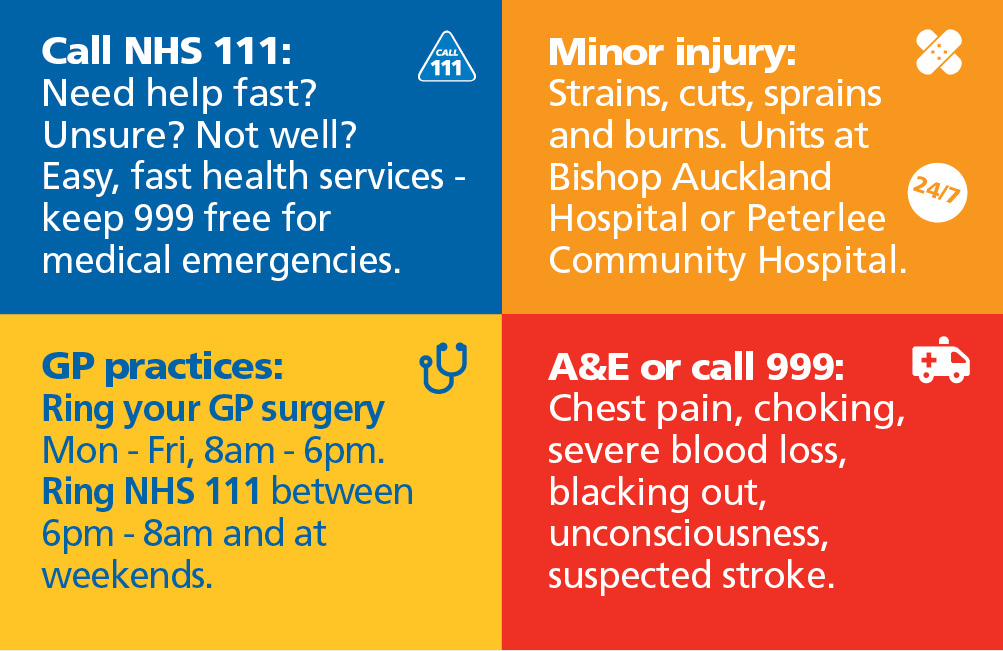 Call NHS 111:
CALL
111
Need help fast?
Unsure? Not well?
Easy, fast health services -
keep 999 free for
medical emergencies.
Minor injury:
Strains, cuts, sprains
and burns. Units at
Bishop Auckland
Hospital or Peterlee
Community Hospital.
24/7
GP practices:
Ring your GP surgery
Mon - Fri, 8am - 6pm.
Ring NHS 111 between
6pm - 8am and at
weekends.
A&E or call 999:
Chest pain, choking,
severe blood loss,
blacking out,
unconsciousness,
suspected stroke.